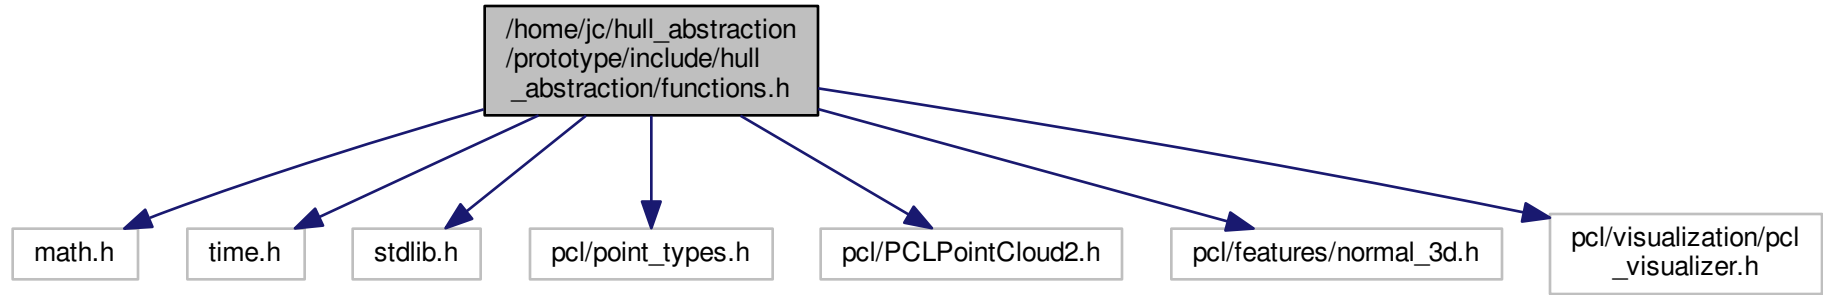 /home/jc/hull_abstraction
/prototype/include/hull
_abstraction/functions.h
math.h
time.h
stdlib.h
pcl/point_types.h
pcl/PCLPointCloud2.h
pcl/features/normal_3d.h
pcl/visualization/pcl
_visualizer.h